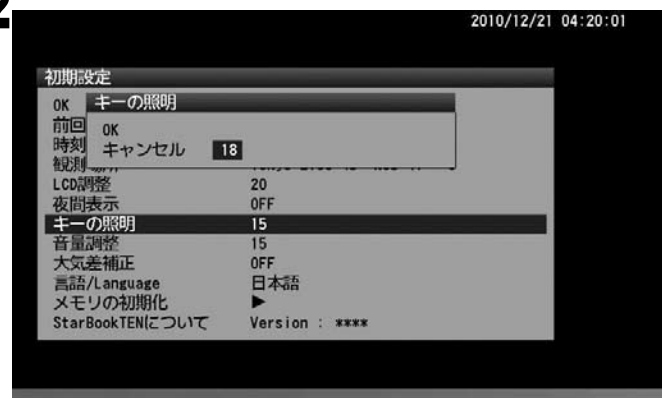 2
2010/12/21 04:20:01
初期設定
キーの照明
OK
OK
キャンセル 18
前回
時刻
観測
LCD調整 20
夜間表示 OFF
キーの照明 15
音量調整 15
大気差補正 OFF
言語/Language 日本語
メモリの初期化 ▶
StarBookTENについて Version : ****